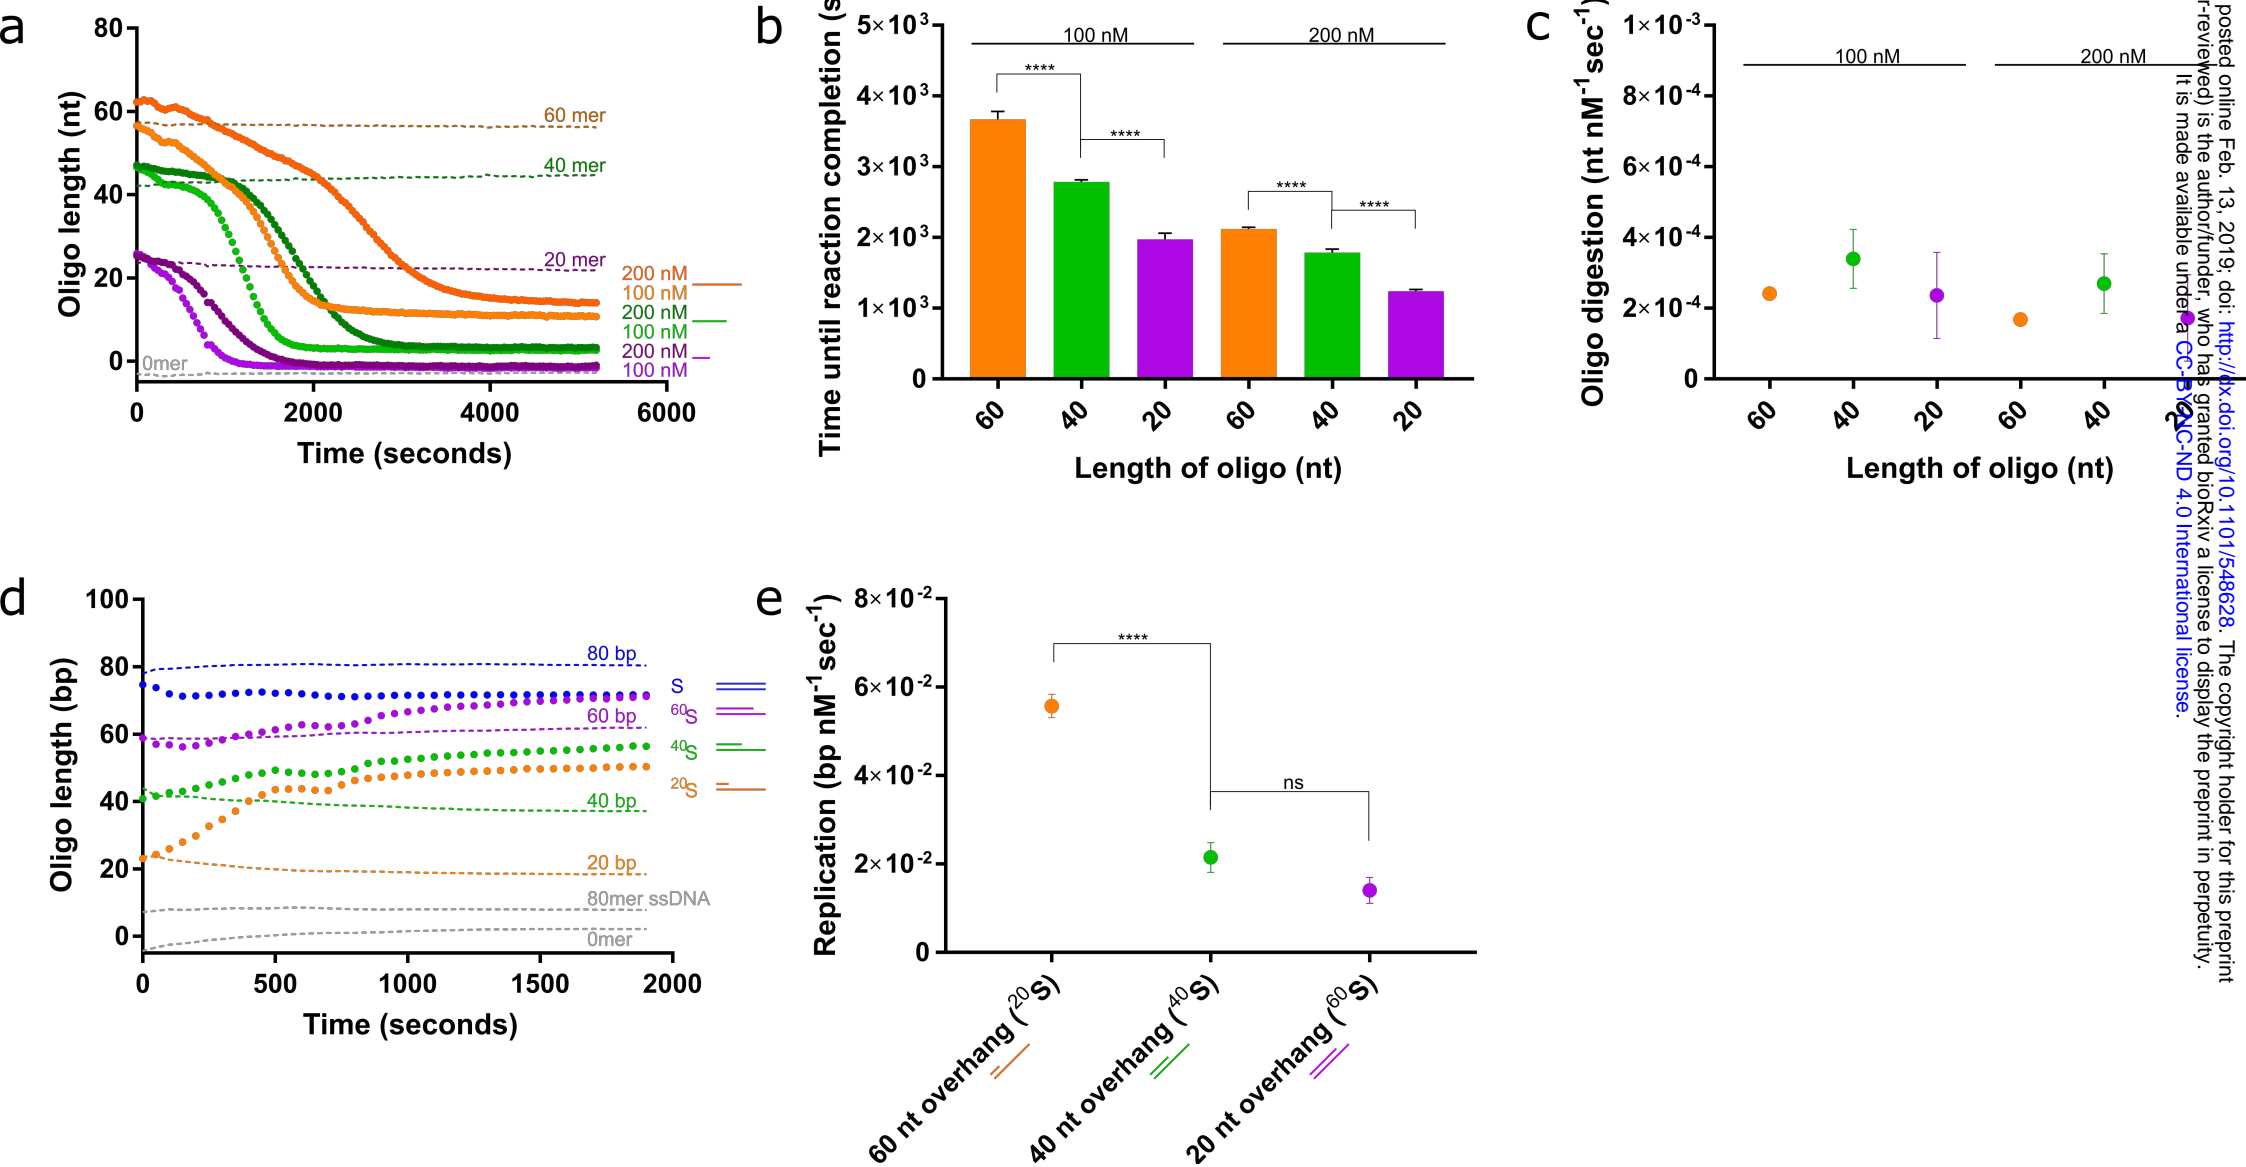 a
80
60
40
20
0
Oligo length (nt)
60 mer
40 mer
20 mer
0mer
200 nM
100 nM
200 nM
100 nM
200 nM
100 nM
0
2000
4000
6000
Time (seconds)
b
5×10³
4×10³
3×10³
2×10³
1×10³
0
Time until reaction completion (s
100 nM
200 nM
****
****
****
****
60
40
20
60
40
20
Length of oligo (nt)
c
1×10⁻³
8×10⁻⁴
6×10⁻⁴
4×10⁻⁴
2×10⁻⁴
0
Oligo digestion (nt nM⁻¹ sec⁻¹)
100 nM
200 nM
60
40
20
60
40
20
Length of oligo (nt)
d
100
80
60
40
20
0
Oligo length (bp)
80 bp
60 bp
40 bp
20 bp
80mer ssDNA
0mer
S
⁶⁰S
⁴⁰S
²⁰S
0
500
1000
1500
2000
Time (seconds)
e
8×10⁻²
6×10⁻²
4×10⁻²
2×10⁻²
0
Replication (bp nM⁻¹ sec⁻¹)
****
ns
60 nt overhang (²⁰S)
40 nt overhang (⁴⁰S)
20 nt overhang (⁶⁰S)
posted online Feb. 13, 2019; doi: http://dx.doi.org/10.1101/548628. The copyright holder for this preprint
r-reviewed) is the author/funder, who has granted bioRxiv a license to display the preprint in perpetuity.
It is made available under a CC-BY-NC-ND 4.0 International license.